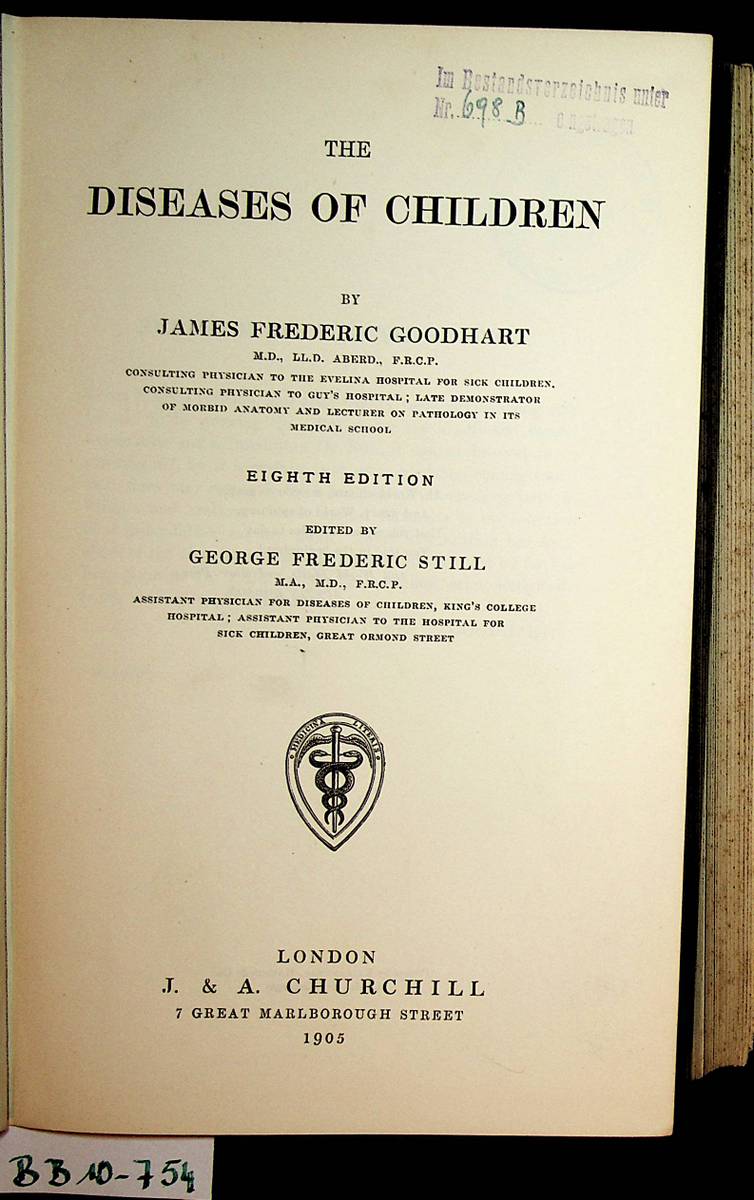 Im Bestandsverzeichnis unter
Nr. 698 B eingetragen
THE
DISEASES OF CHILDREN
BY
JAMES FREDERIC GOODHART
M.D., LL.D. ABERD., F.R.C.P.
CONSULTING PHYSICIAN TO THE EVELINA HOSPITAL FOR SICK CHILDREN.
CONSULTING PHYSICIAN TO GUY'S HOSPITAL; LATE DEMONSTRATOR
OF MORBID ANATOMY AND LECTURER ON PATHOLOGY IN ITS
MEDICAL SCHOOL
EIGHTH EDITION
EDITED BY
GEORGE FREDERIC STILL
M.A., M.D., F.R.C.P.
ASSISTANT PHYSICIAN FOR DISEASES OF CHILDREN, KING'S COLLEGE
HOSPITAL; ASSISTANT PHYSICIAN TO THE HOSPITAL FOR
SICK CHILDREN, GREAT ORMOND STREET
MEDICINA LITERIS
LONDON
J. & A. CHURCHILL
7 GREAT MARLBOROUGH STREET
1905
BB10-754